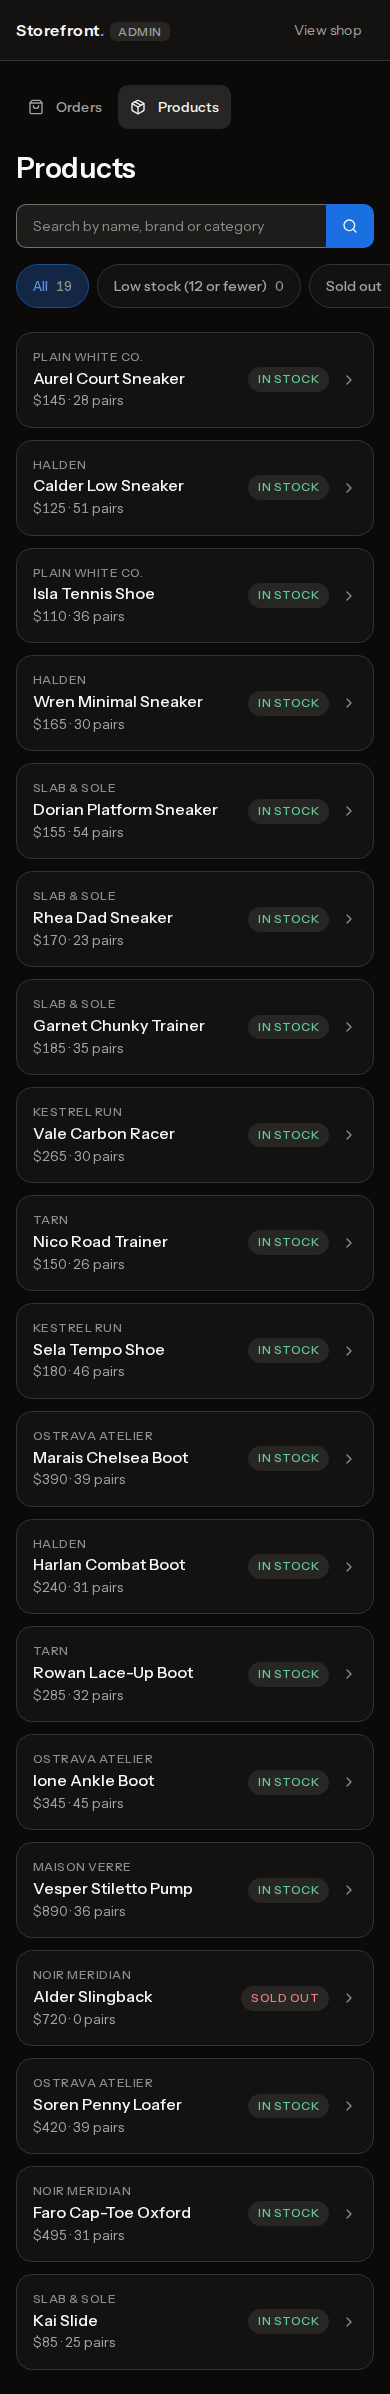 Storefront. ADMIN View shop
Orders Products
Products
Search by name, brand or category
All 19 Low stock (12 or fewer) 0 Sold out
PLAIN WHITE CO.
Aurel Court Sneaker
$145 · 28 pairs
IN STOCK
HALDEN
Calder Low Sneaker
$125 · 51 pairs
IN STOCK
PLAIN WHITE CO.
Isla Tennis Shoe
$110 · 36 pairs
IN STOCK
HALDEN
Wren Minimal Sneaker
$165 · 30 pairs
IN STOCK
SLAB & SOLE
Dorian Platform Sneaker
$155 · 54 pairs
IN STOCK
SLAB & SOLE
Rhea Dad Sneaker
$170 · 23 pairs
IN STOCK
SLAB & SOLE
Garnet Chunky Trainer
$185 · 35 pairs
IN STOCK
KESTREL RUN
Vale Carbon Racer
$265 · 30 pairs
IN STOCK
TARN
Nico Road Trainer
$150 · 26 pairs
IN STOCK
KESTREL RUN
Sela Tempo Shoe
$180 · 46 pairs
IN STOCK
OSTRAVA ATELIER
Marais Chelsea Boot
$390 · 39 pairs
IN STOCK
HALDEN
Harlan Combat Boot
$240 · 31 pairs
IN STOCK
TARN
Rowan Lace-Up Boot
$285 · 32 pairs
IN STOCK
OSTRAVA ATELIER
Ione Ankle Boot
$345 · 45 pairs
IN STOCK
MAISON VERRE
Vesper Stiletto Pump
$890 · 36 pairs
IN STOCK
NOIR MERIDIAN
Alder Slingback
$720 · 0 pairs
SOLD OUT
OSTRAVA ATELIER
Soren Penny Loafer
$420 · 39 pairs
IN STOCK
NOIR MERIDIAN
Faro Cap-Toe Oxford
$495 · 31 pairs
IN STOCK
SLAB & SOLE
Kai Slide
$85 · 25 pairs
IN STOCK